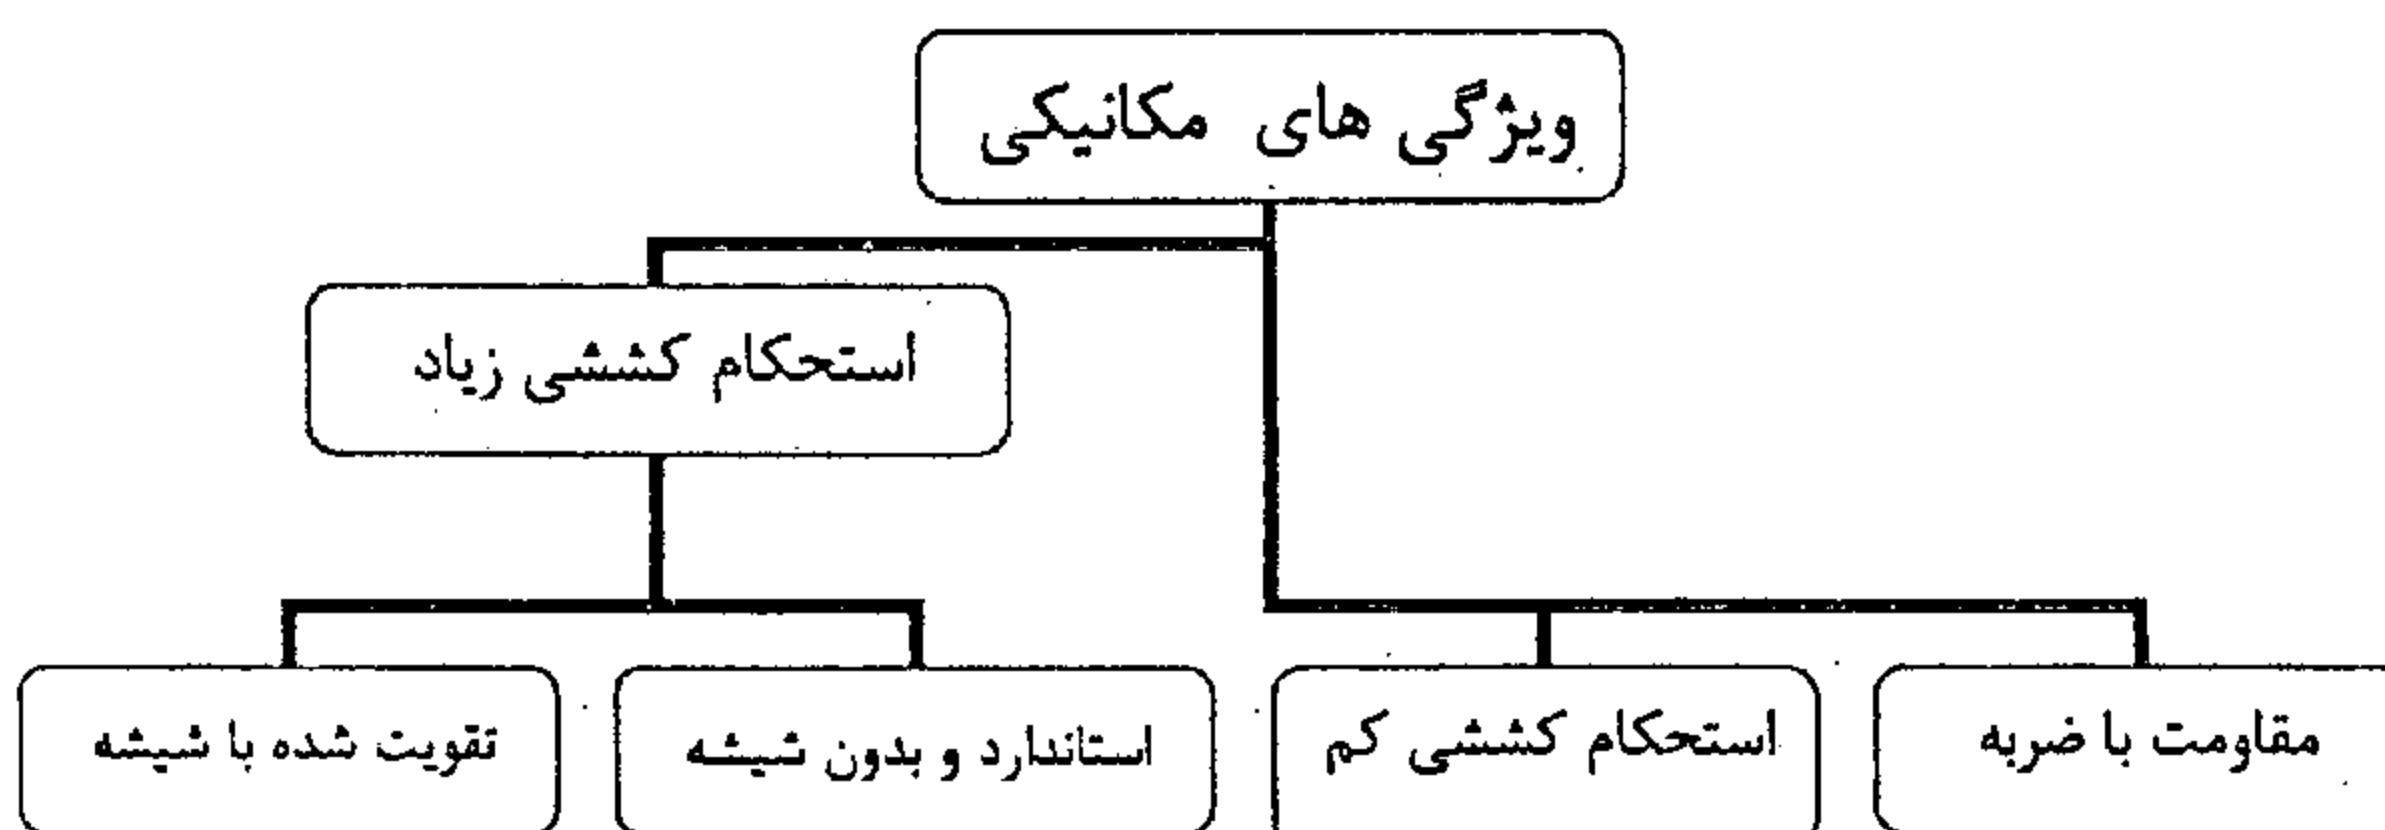 ویژگی های مکانیکی
استحکام کششی زیاد
مقاومت با ضربه
استحکام کششی کم
استاندارد و بدون شیشه
تقویت شده با شیشه